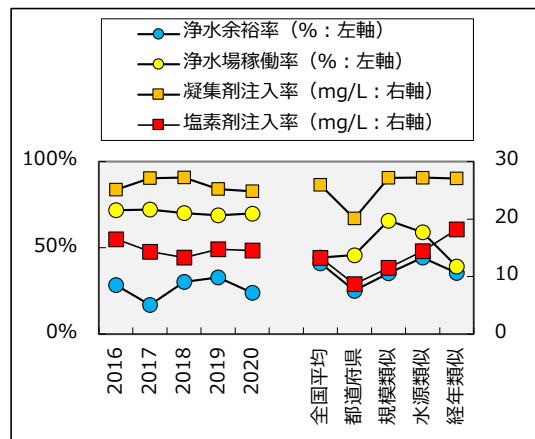 浄水余裕率（%：左軸）
浄水場稼働率（%：左軸）
凝集剤注入率（mg/L：右軸）
塩素剤注入率（mg/L：右軸）
100%
50%
0%
30
20
10
0
2016
2017
2018
2019
2020
全国平均
都道府県
規模類似
水源類似
経年類似